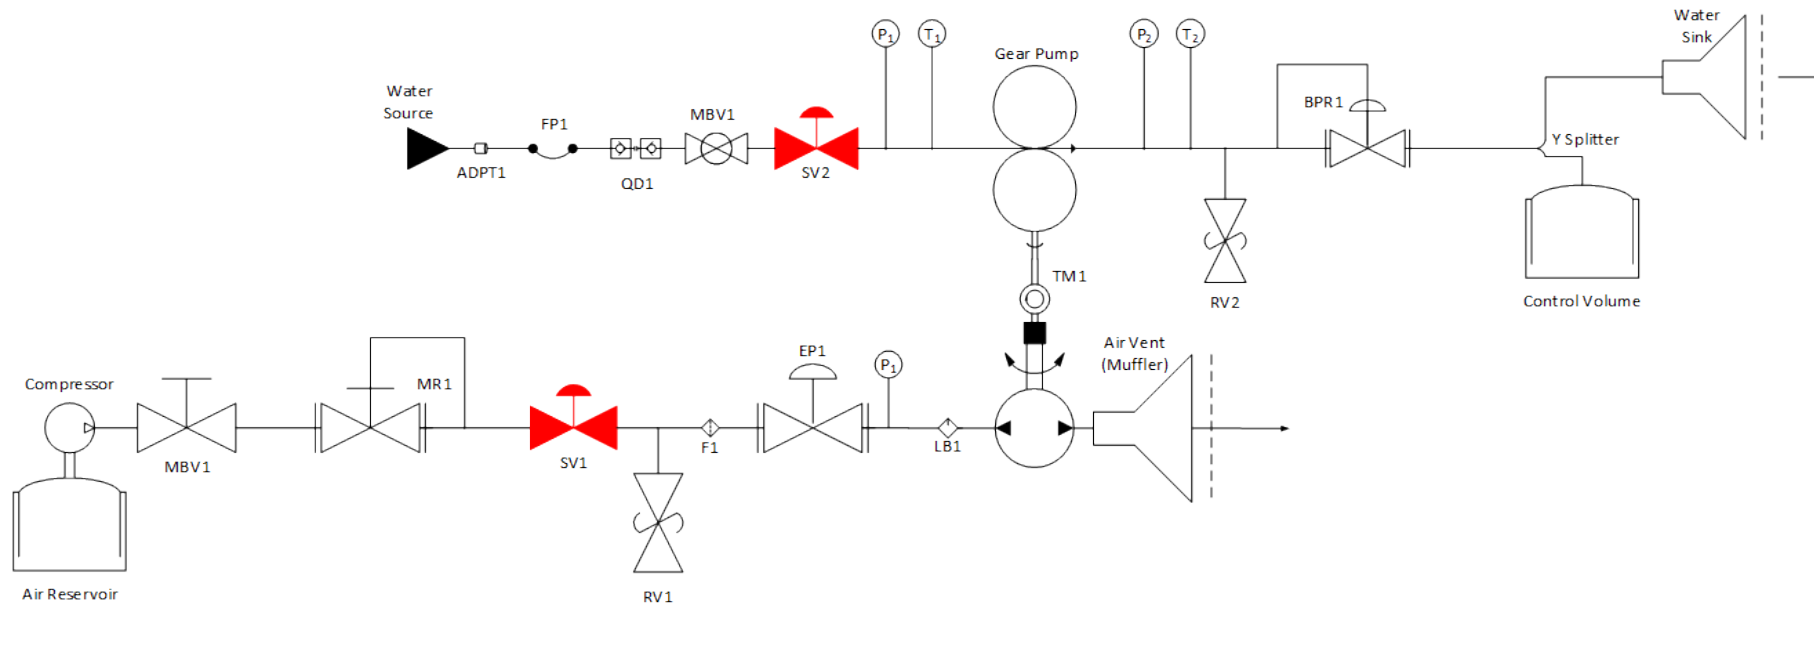 Water
Sink
P1
T1
P2
T2
Gear Pump
Water
Source
BPR1
MBV1
FP1
Y Splitter
ADPT1
SV2
QD1
TM1
RV2
Control Volume
Air Vent
(Muffler)
EP1
P1
Compressor
MR1
MBV1
SV1
F1
LB1
Air Reservoir
RV1